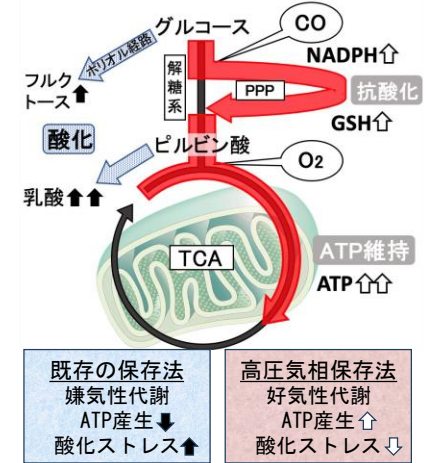 グルコース
CO
ポリオル経路
NADPH⇧
フルク
トース⬆
解糖系
PPP
抗酸化
GSH⇧
酸化
ピルビン酸
O2
乳酸⬆⬆
TCA
ATP維持
ATP⇧⇧
既存の保存法
嫌気性代謝
ATP産生⬇
酸化ストレス⬆
高圧気相保存法
好気性代謝
ATP産生⇧
酸化ストレス⇩